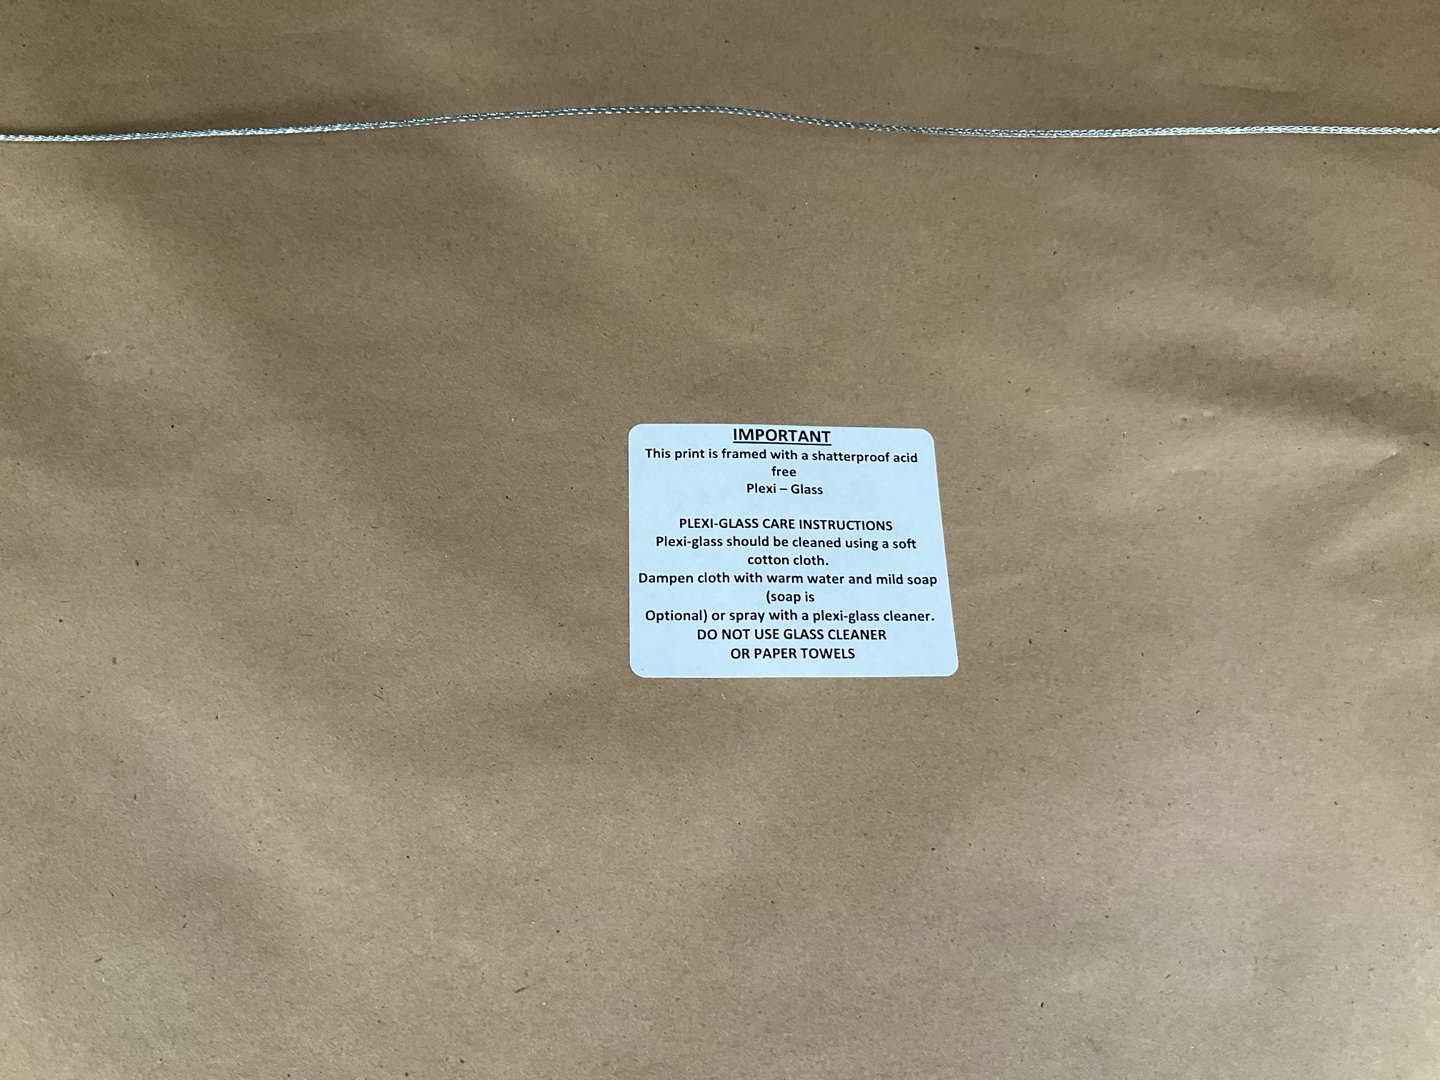 IMPORTANT
This print is framed with a shatterproof acid
free
Plexi – Glass
PLEXI-GLASS CARE INSTRUCTIONS
Plexi-glass should be cleaned using a soft
cotton cloth.
Dampen cloth with warm water and mild soap
(soap is
Optional) or spray with a plexi-glass cleaner.
DO NOT USE GLASS CLEANER
OR PAPER TOWELS